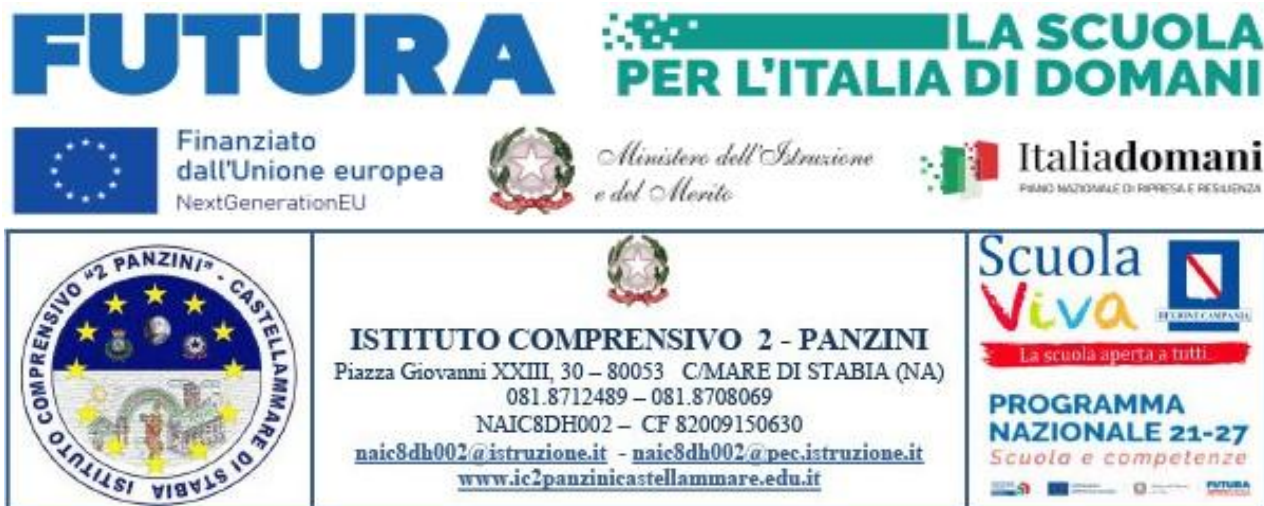 FUTURA
LA SCUOLA
PER L'ITALIA DI DOMANI
Finanziato
dall'Unione europea
NextGenerationEU
Ministero dell'Istruzione
e del Merito
Italiadomani
PIANO NAZIONALE DI RIPRESA E RESILIENZA
ISTITUTO COMPRENSIVO "2 PANZINI" - CASTELLAMMARE DI STABIA
ISTITUTO COMPRENSIVO 2 - PANZINI
Piazza Giovanni XXIII, 30 – 80053 C/MARE DI STABIA (NA)
081.8712489 – 081.8708069
NAIC8DH002 – CF 82009150630
naic8dh002@istruzione.it - naic8dh002@pec.istruzione.it
www.ic2panzinicastellammare.edu.it
Scuola
Viva
REGIONE CAMPANIA
La scuola aperta a tutti
PROGRAMMA
NAZIONALE 21-27
Scuola e competenze
FUTURA